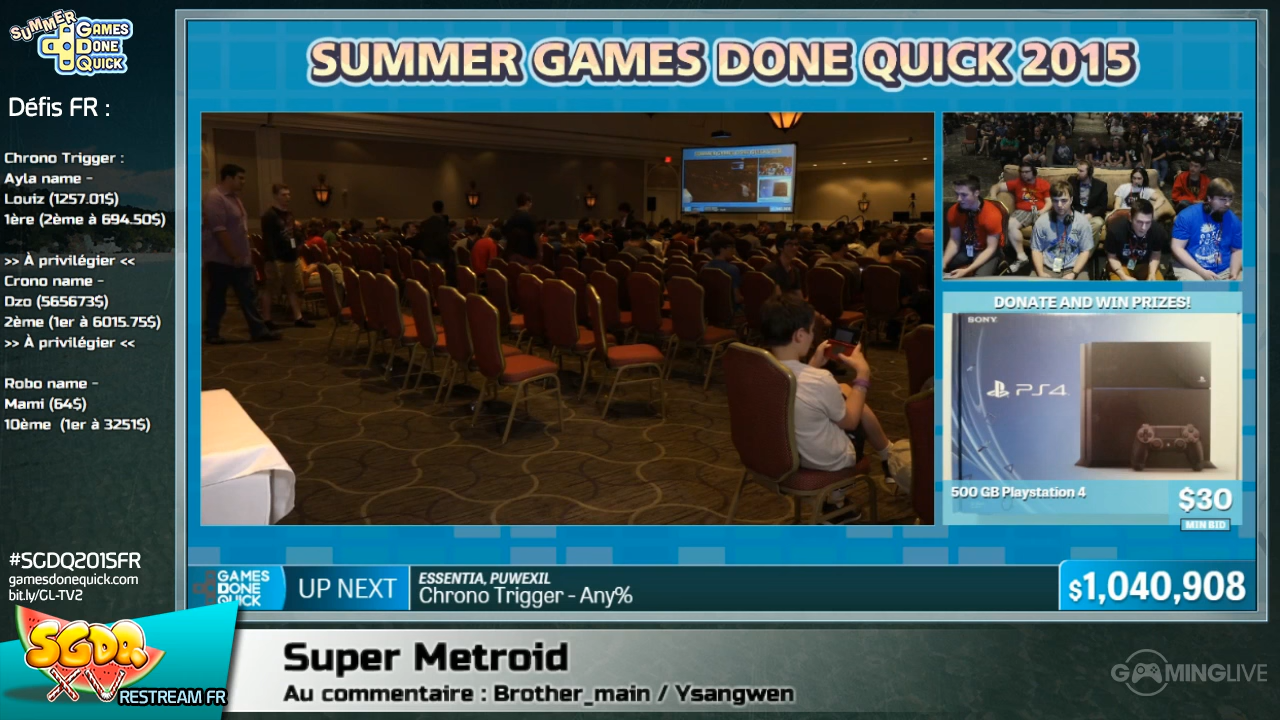 SUMMER
GAMES
DONE
QUICK
Défis FR :
Chrono Trigger :
Ayla name -
Louiz (1257.01$)
1ère (2ème à 694.50$)
>> À privilégier <<
Crono name -
Dzo (565673$)
2ème (1er à 6015.75$)
>> À privilégier <<
Robo name -
Mami (64$)
10ème (1er à 3251$)
#SGDQ2015FR
gamesdonequick.com
bit.ly/GL-TV2
SGDQ
XV
RESTREAM FR
SUMMER GAMES DONE QUICK 2015
DONATE AND WIN PRIZES!
SONY
PS4
500 GB Playstation 4
$30
MIN BID
GAMES
DONE
QUICK
UP NEXT
ESSENTIA, PUWEXIL
Chrono Trigger - Any%
$1,040,908
Super Metroid
Au commentaire : Brother_main / Ysangwen
GAMINGLIVE